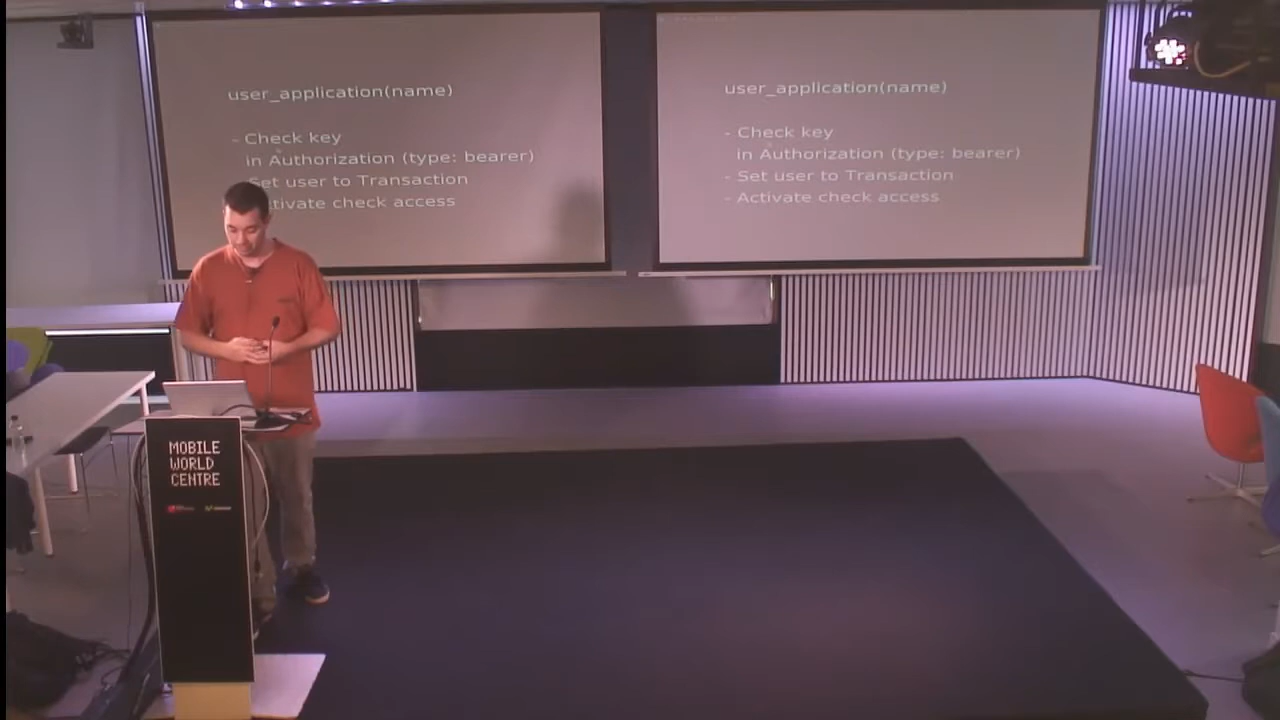 user_application(name)
- Check key
in Authorization (type: bearer)
Set user to Transaction
ctivate check access
user_application(name)
- Check key
in Authorization (type: bearer)
- Set user to Transaction
- Activate check access
MOBILE
WORLD
CENTRE